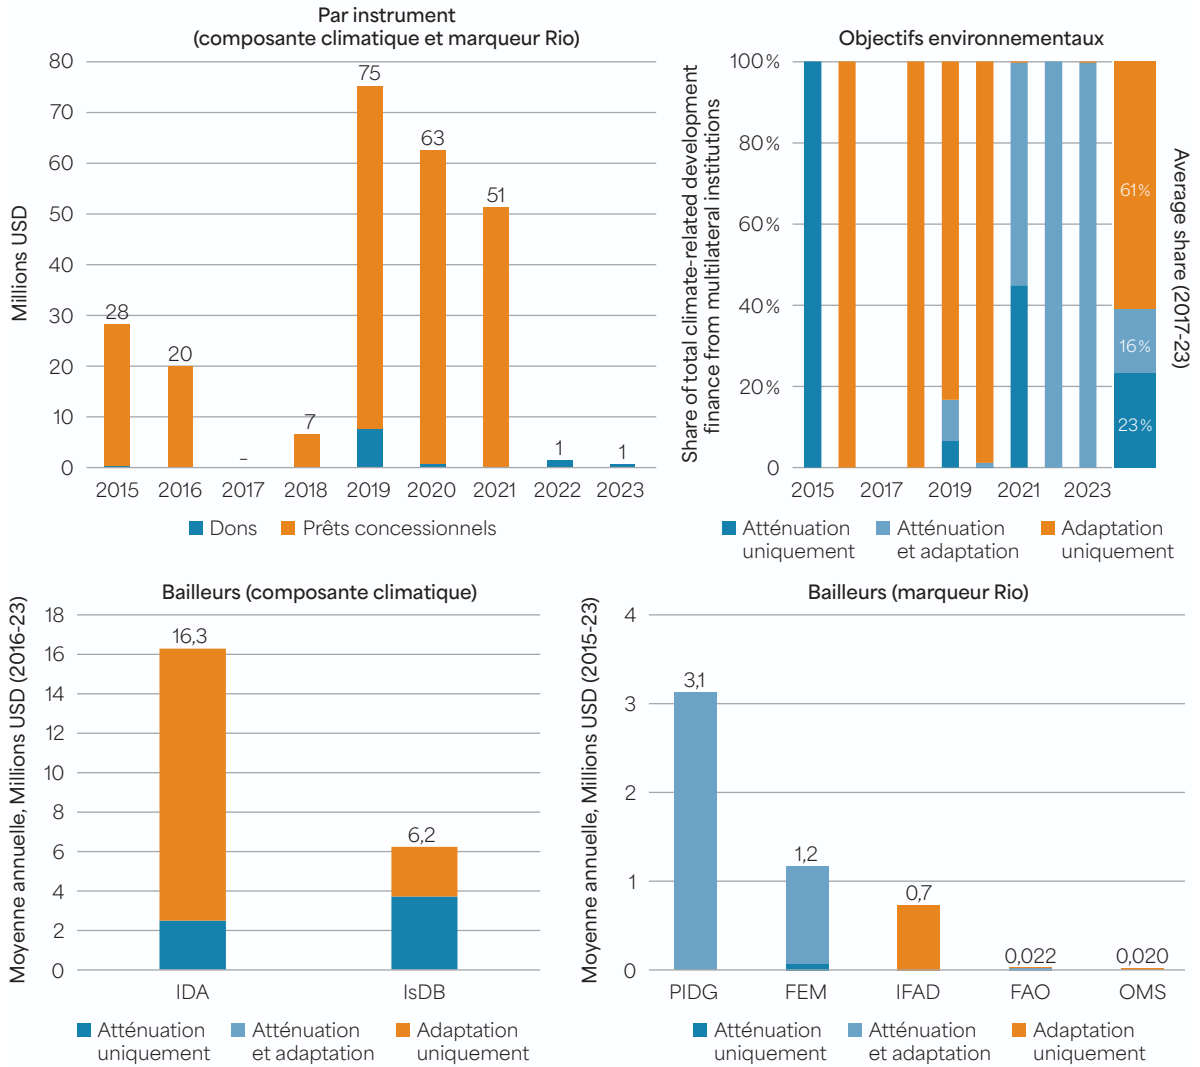 Par instrument
(composante climatique et marqueur Rio)
Millions USD
80
70
60
50
40
30
20
10
0
28
20
–
7
75
63
51
1
1
2015 2016 2017 2018 2019 2020 2021 2022 2023
Dons Prêts concessionnels
Objectifs environnementaux
Share of total climate-related development
finance from multilateral institutions
100%
80%
60%
40%
20%
0
61%
16%
23%
Average share (2017-23)
2015 2017 2019 2021 2023
Atténuation
uniquement
Atténuation
et adaptation
Adaptation
uniquement
Bailleurs (composante climatique)
Moyenne annuelle, Millions USD (2016-23)
18
16
14
12
10
8
6
4
2
0
16,3
6,2
IDA IsDB
Atténuation
uniquement
Atténuation
et adaptation
Adaptation
uniquement
Bailleurs (marqueur Rio)
Moyenne annuelle, Millions USD (2015-23)
4
3
2
1
0
3,1
1,2
0,7
0,022
0,020
PIDG FEM IFAD FAO OMS
Atténuation
uniquement
Atténuation
et adaptation
Adaptation
uniquement